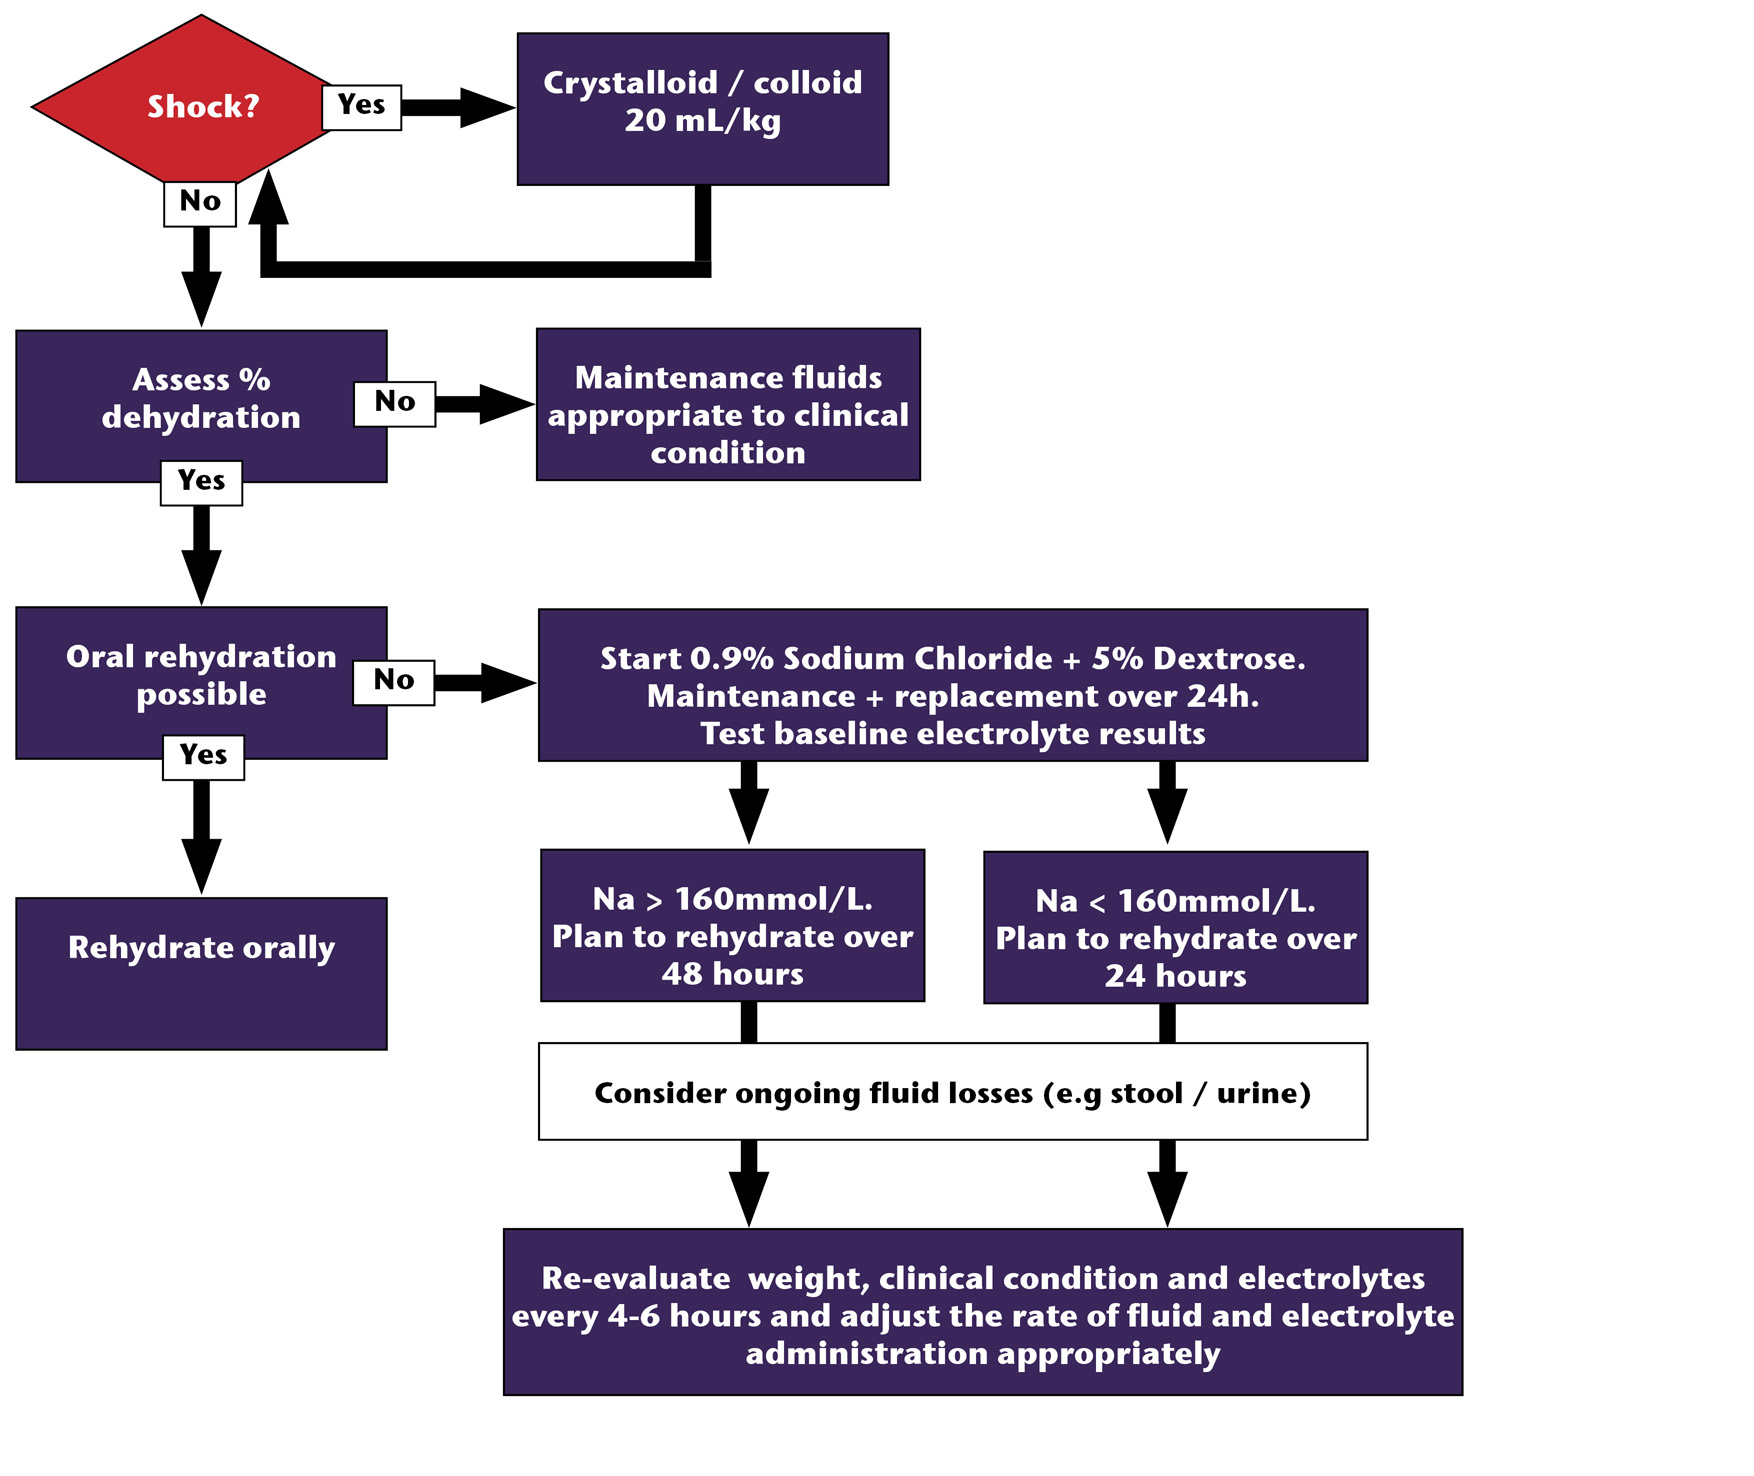 Shock?
Yes
Crystalloid / colloid
20 mL/kg
No
Assess %
dehydration
No
Maintenance fluids
appropriate to clinical
condition
Yes
Oral rehydration
possible
No
Start 0.9% Sodium Chloride + 5% Dextrose.
Maintenance + replacement over 24h.
Test baseline electrolyte results
Yes
Rehydrate orally
Na > 160mmol/L.
Plan to rehydrate over
48 hours
Na < 160mmol/L.
Plan to rehydrate over
24 hours
Consider ongoing fluid losses (e.g stool / urine)
Re-evaluate  weight, clinical condition and electrolytes
every 4-6 hours and adjust the rate of fluid and electrolyte
administration appropriately